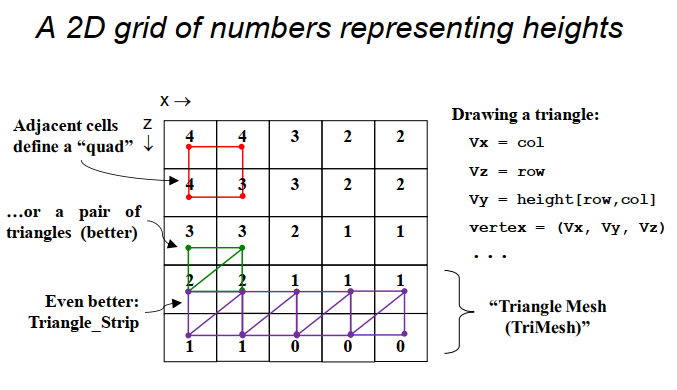 A 2D grid of numbers representing heights
X →
Z ↓
Adjacent cells
define a “quad”
4 4 3 2 2
4 3 3 2 2
…or a pair of
triangles (better)
3 3 2 1 1
2 2 1 1 1
Even better:
Triangle_Strip
1 1 0 0 0
Drawing a triangle:
Vx = col
Vz = row
Vy = height[row,col]
vertex = (Vx, Vy, Vz)
. . .
“Triangle Mesh
(TriMesh)”